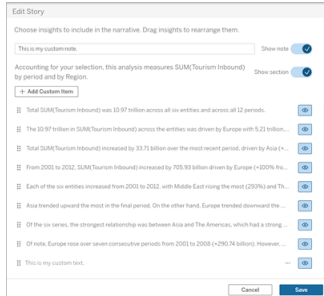 Edit Story
Choose insights to include in the narrative. Drag insights to rearrange them.
This is my custom note.
Show note
Accounting for your selection, this analysis measures SUM(Tourism Inbound)
by period and by Region.
Show section
+ Add Custom Item
Total SUM(Tourism Inbound) was 10.97 trillion across all six entities and across all 12 periods.
The 10.97 trillion in SUM(Tourism Inbound) across the entities was driven by Europe with 5.21 trillion,...
Total SUM(Tourism Inbound) increased by 33.71 billion over the most recent period, driven by Asia (+...
From 2001 to 2012, SUM(Tourism Inbound) increased by 705.93 billion driven by Europe (+100% fro...
Each of the six entities increased from 2001 to 2012, with Middle East rising the most (293%) and Th...
Asia trended upward the most in the final period. On the other hand, Europe trended downward the ...
Of the six series, the strongest relationship was between Asia and The Americas, which had a strong...
Of note, Europe rose over seven consecutive periods from 2001 to 2008 (+290.74 billion). However, ...
This is my custom text.
...
Cancel
Save